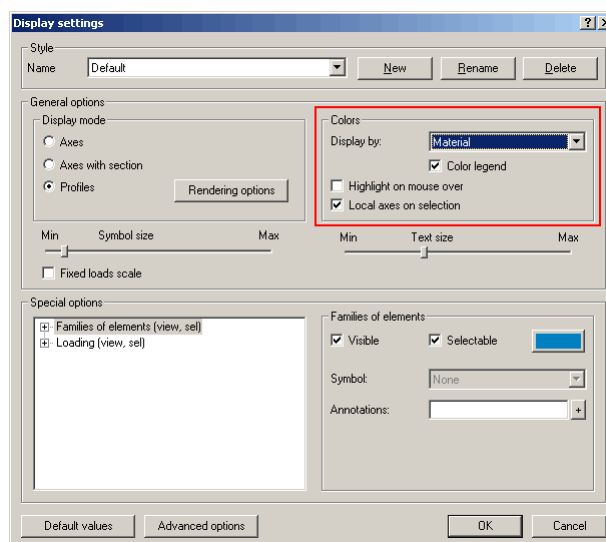 Display settings ? X
Style
Name Default New Rename Delete
General options
Display mode
Axes
Axes with section
Profiles Rendering options
Colors
Display by: Material
Color legend
Highlight on mouse over
Local axes on selection
Min Symbol size Max
Min Text size Max
Fixed loads scale
Special options
Families of elements (view, sel)
Loading (view, sel)
Families of elements
Visible Selectable
Symbol: None
Annotations: +
Default values Advanced options OK Cancel